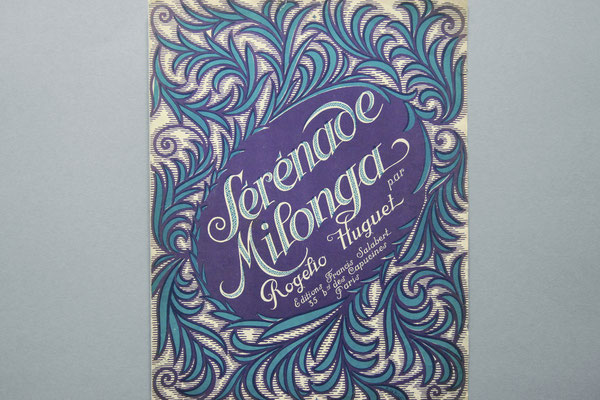 Sérénade
Milonga
par
Rogelio Huguet
Editions Francis Salabert
35 bd des Capucines
Paris